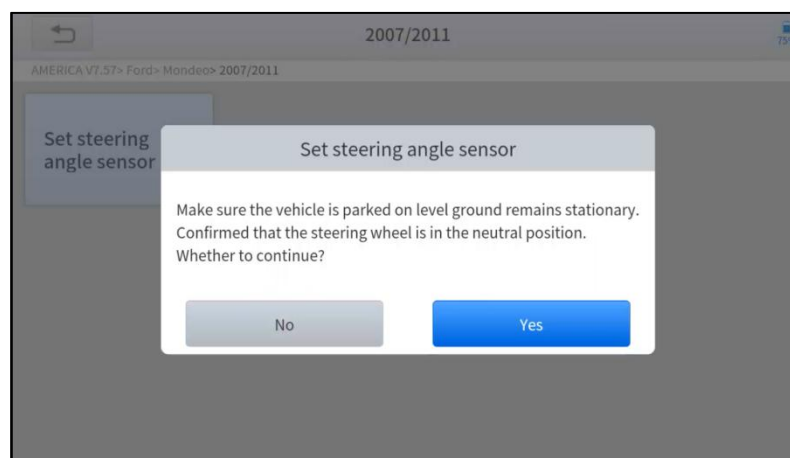 2007/2011
AMERICA V7.57> Ford> Mondeo> 2007/2011
Set steering
angle sensor
Set steering angle sensor
Make sure the vehicle is parked on level ground remains stationary.
Confirmed that the steering wheel is in the neutral position.
Whether to continue?
No
Yes